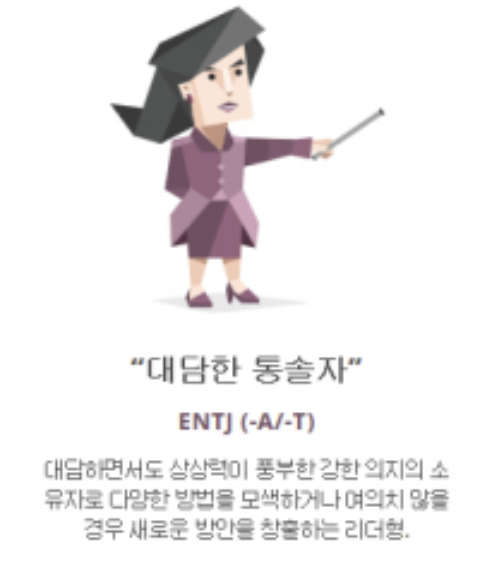 “대담한 통솔자”
ENTJ (-A/-T)
대담하면서도 상상력이 풍부한 강한 의지의 소
유자로 다양한 방법을 모색하거나 여의치 않을
경우 새로운 방안을 창출하는 리더형.